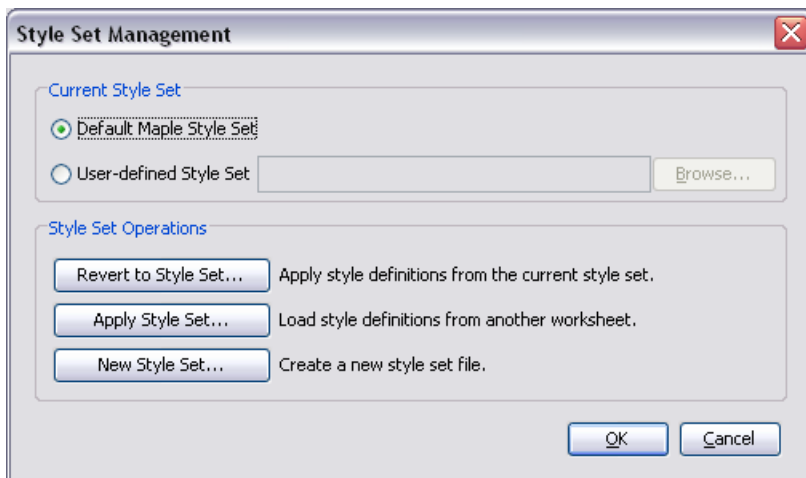 Style Set Management
Current Style Set
Default Maple Style Set
User-defined Style Set Browse...
Style Set Operations
Revert to Style Set... Apply style definitions from the current style set.
Apply Style Set... Load style definitions from another worksheet.
New Style Set... Create a new style set file.
OK Cancel